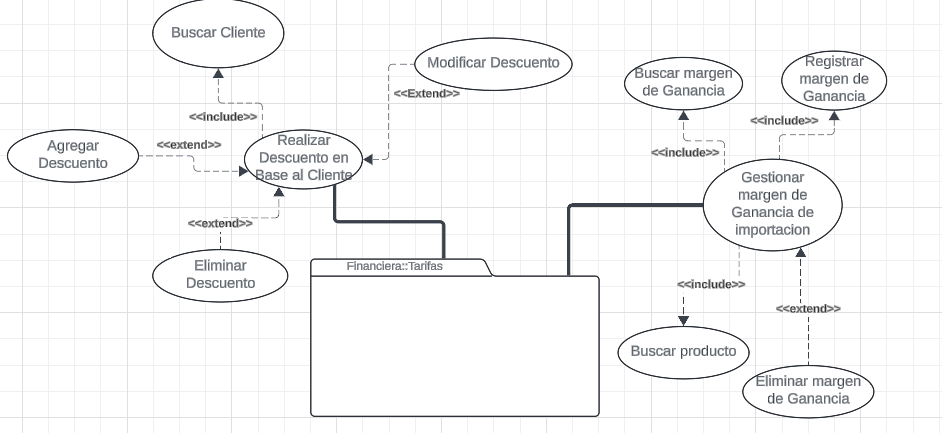 Buscar Cliente
<<include>>
Modificar Descuento
<<Extend>>
Agregar
Descuento
<<extend>>
Realizar
Descuento en
Base al Cliente
<<extend>>
Eliminar
Descuento
Financiera::Tarifas
Buscar margen
de Ganancia
<<include>>
Registrar
margen de
Ganancia
<<include>>
Gestionar
margen de
Ganancia de
importacion
<<include>>
Buscar producto
<<extend>>
Eliminar margen
de Ganancia